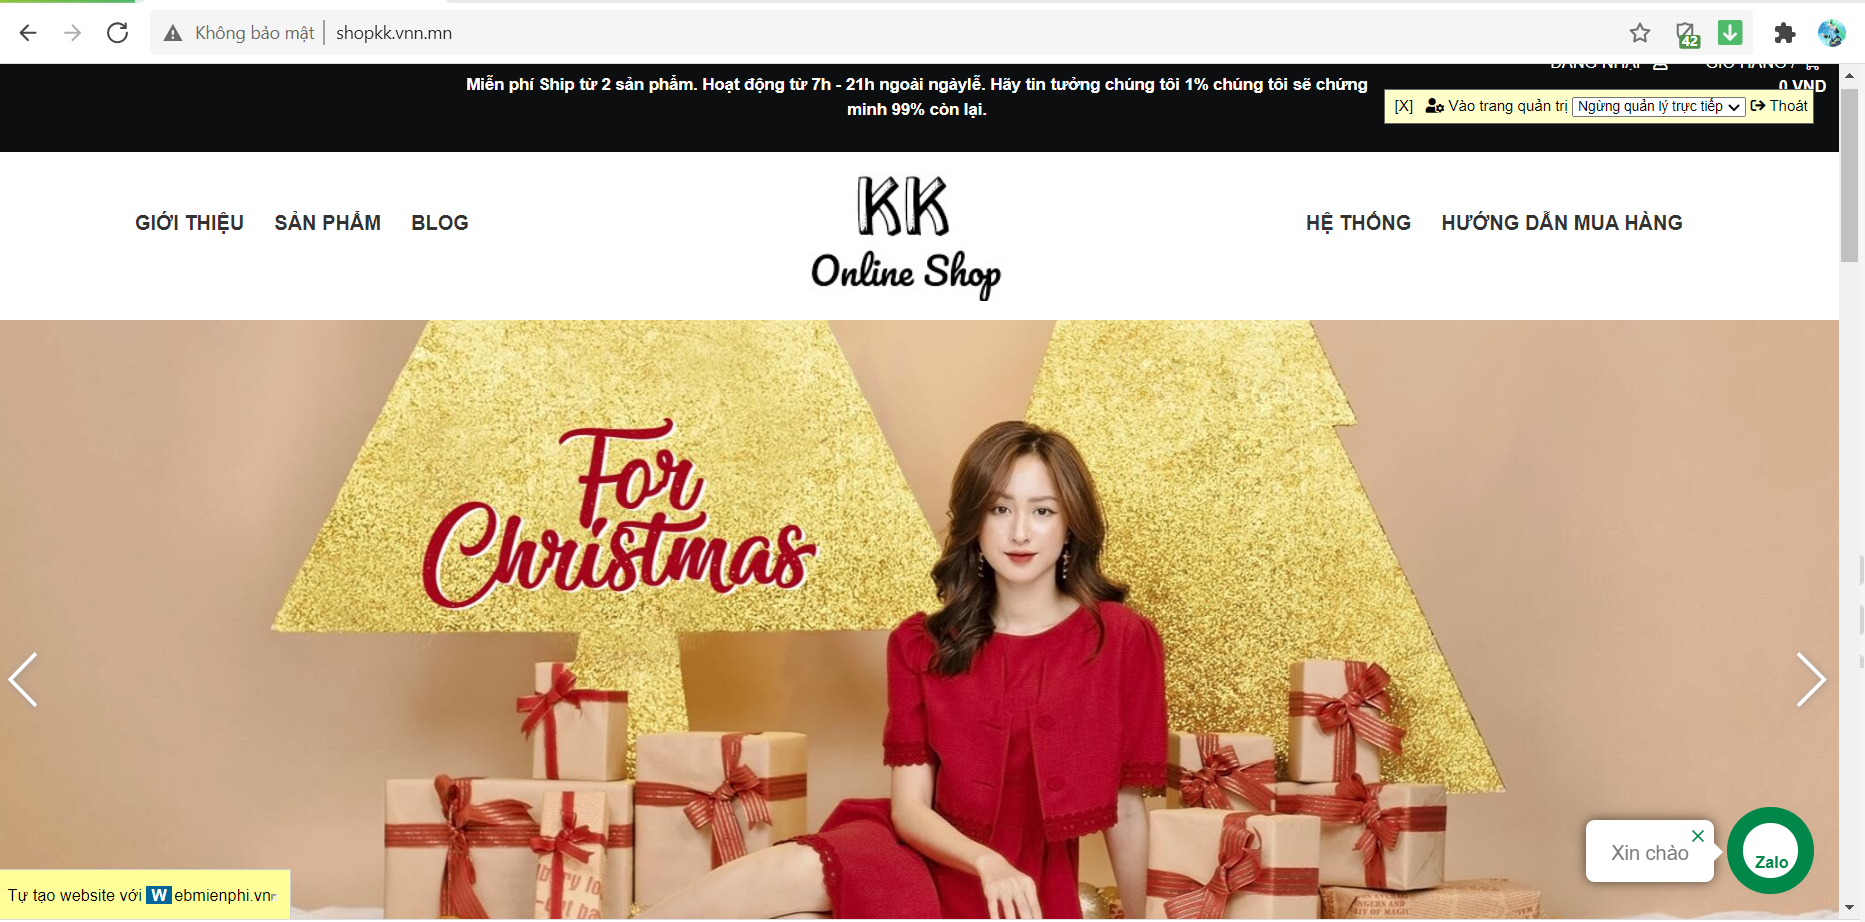 Không bảo mật
shopkk.vnn.mn
42
ĐĂNG NHẬP
GIỎ HÀNG /
0 VND
Miễn phí Ship từ 2 sản phẩm. Hoạt động từ 7h - 21h ngoài ngàylễ. Hãy tin tưởng chúng tôi 1% chúng tôi sẽ chứng
minh 99% còn lại.
[X] Vào trang quản trị Ngừng quản lý trực tiếp Thoát
GIỚI THIỆU SẢN PHẨM BLOG
KK
Online Shop
HỆ THỐNG HƯỚNG DẪN MUA HÀNG
For
Christmas
Xin chào
Zalo
Tự tạo website với Webmienphi.vn